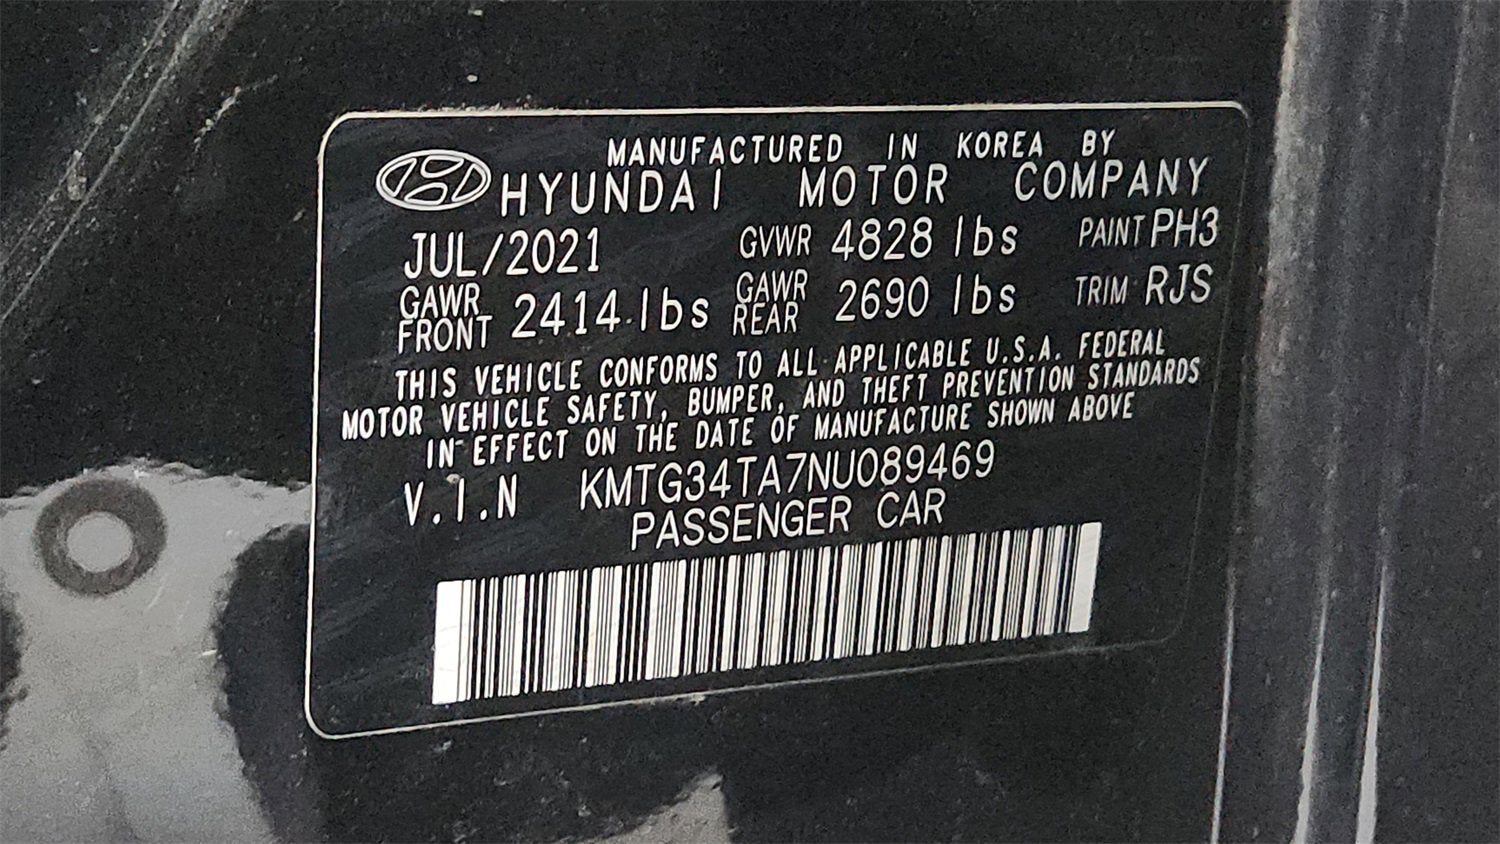 MANUFACTURED IN KOREA BY
HYUNDAI MOTOR COMPANY
JUL/2021 GVWR 4828 lbs PAINT PH3
GAWR FRONT 2414 lbs GAWR REAR 2690 lbs TRIM RJS
THIS VEHICLE CONFORMS TO ALL APPLICABLE U.S.A. FEDERAL
MOTOR VEHICLE SAFETY, BUMPER, AND THEFT PREVENTION STANDARDS
IN EFFECT ON THE DATE OF MANUFACTURE SHOWN ABOVE
V.I.N KMTG34TA7NU089469
PASSENGER CAR